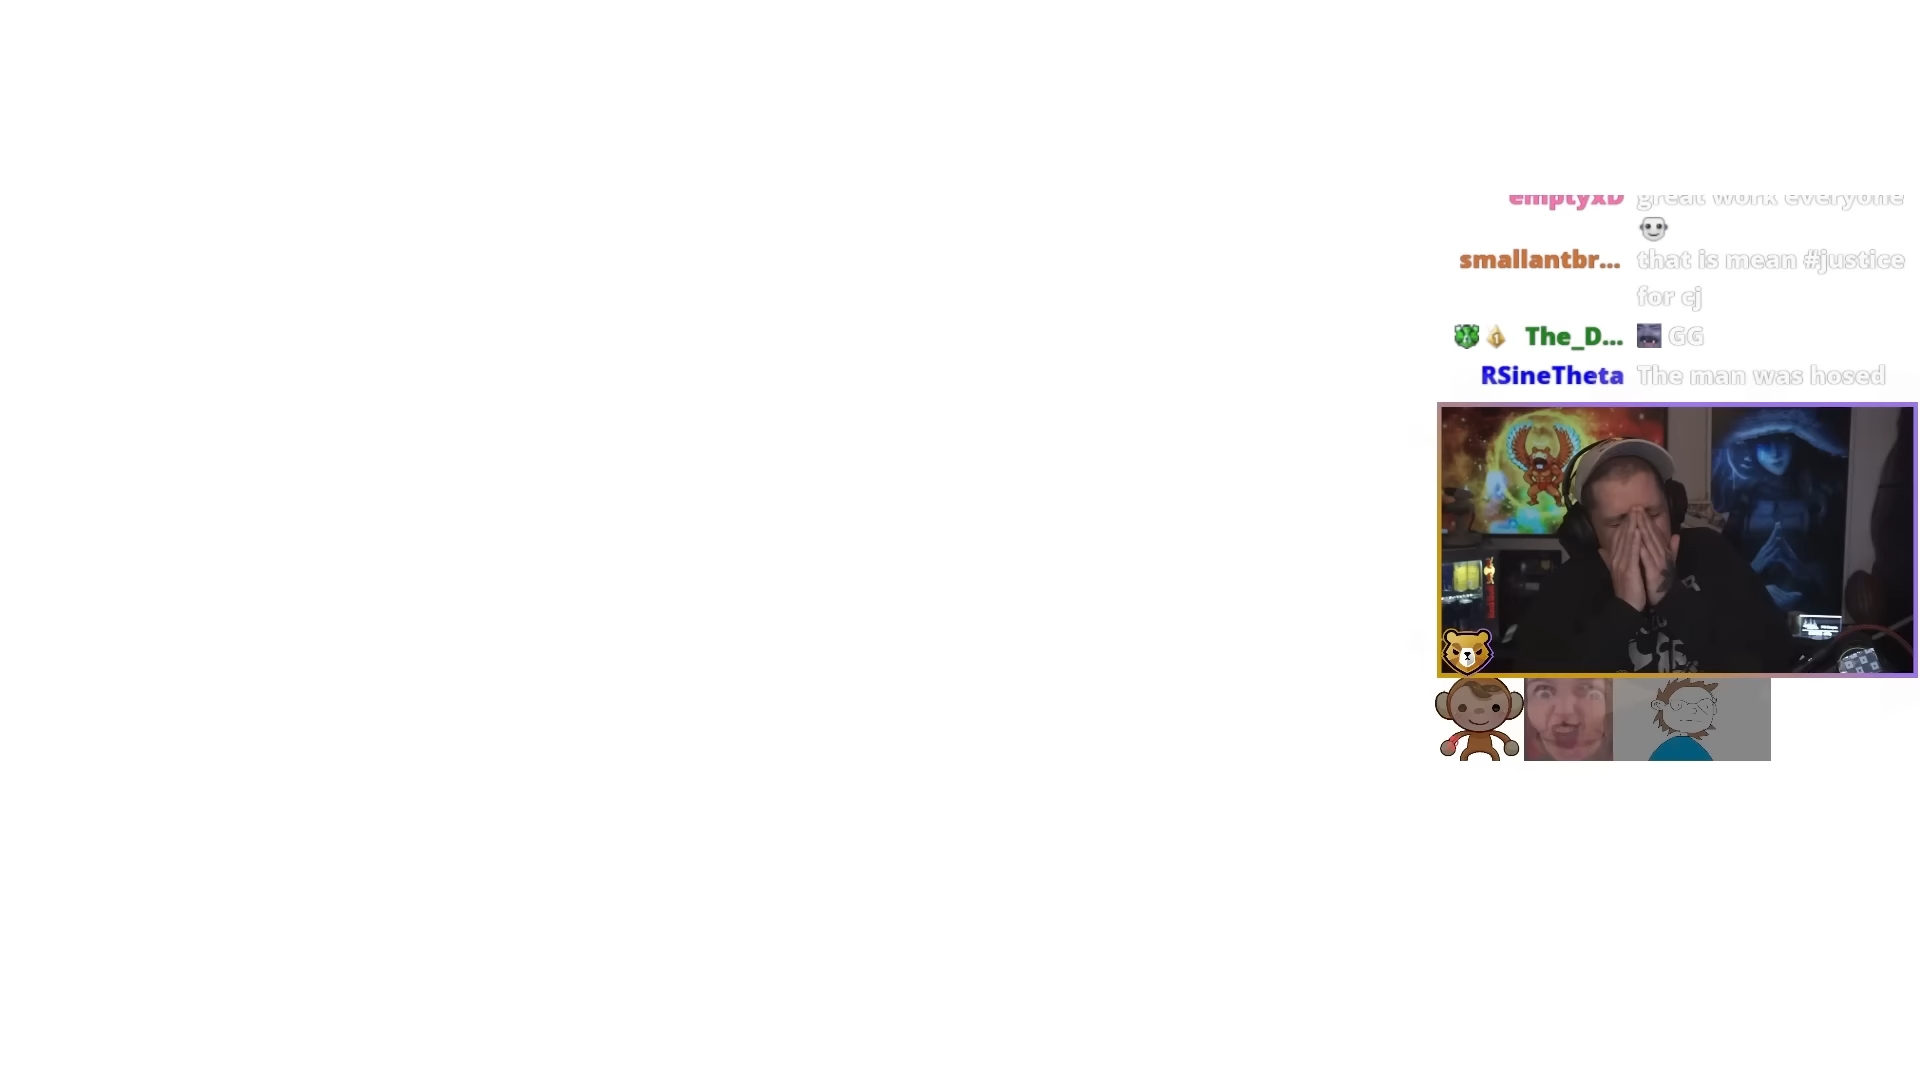 emptyxD great work everyone
smallantbr... that is mean #justice
for cj
The_D... GG
RSineTheta The man was hosed